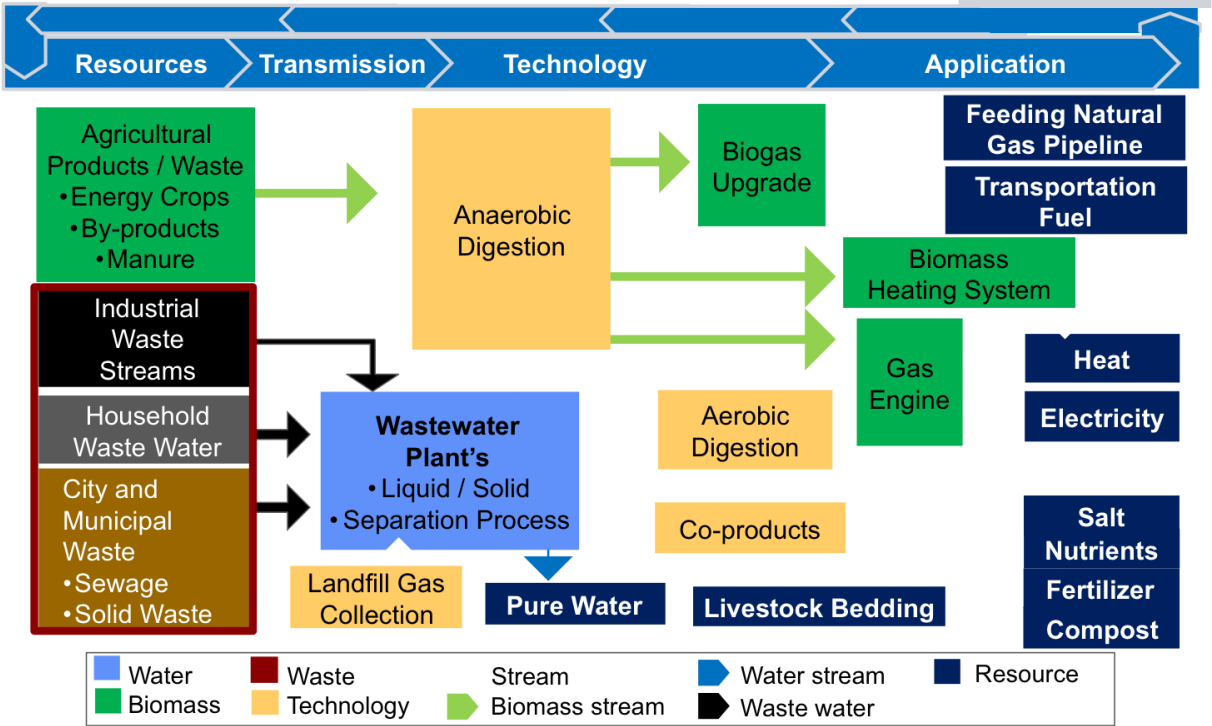 Resources
Transmission
Technology
Application
Agricultural
Products / Waste
•Energy Crops
•By-products
•Manure
Industrial
Waste
Streams
Household
Waste Water
City and
Municipal
Waste
•Sewage
•Solid Waste
Anaerobic
Digestion
Wastewater
Plant's
•Liquid / Solid
•Separation Process
Landfill Gas
Collection
Pure Water
Biogas
Upgrade
Biomass
Heating System
Gas
Engine
Aerobic
Digestion
Co-products
Livestock Bedding
Feeding Natural
Gas Pipeline
Transportation
Fuel
Heat
Electricity
Salt
Nutrients
Fertilizer
Compost
Water
Biomass
Waste
Technology
Stream
Biomass stream
Water stream
Waste water
Resource